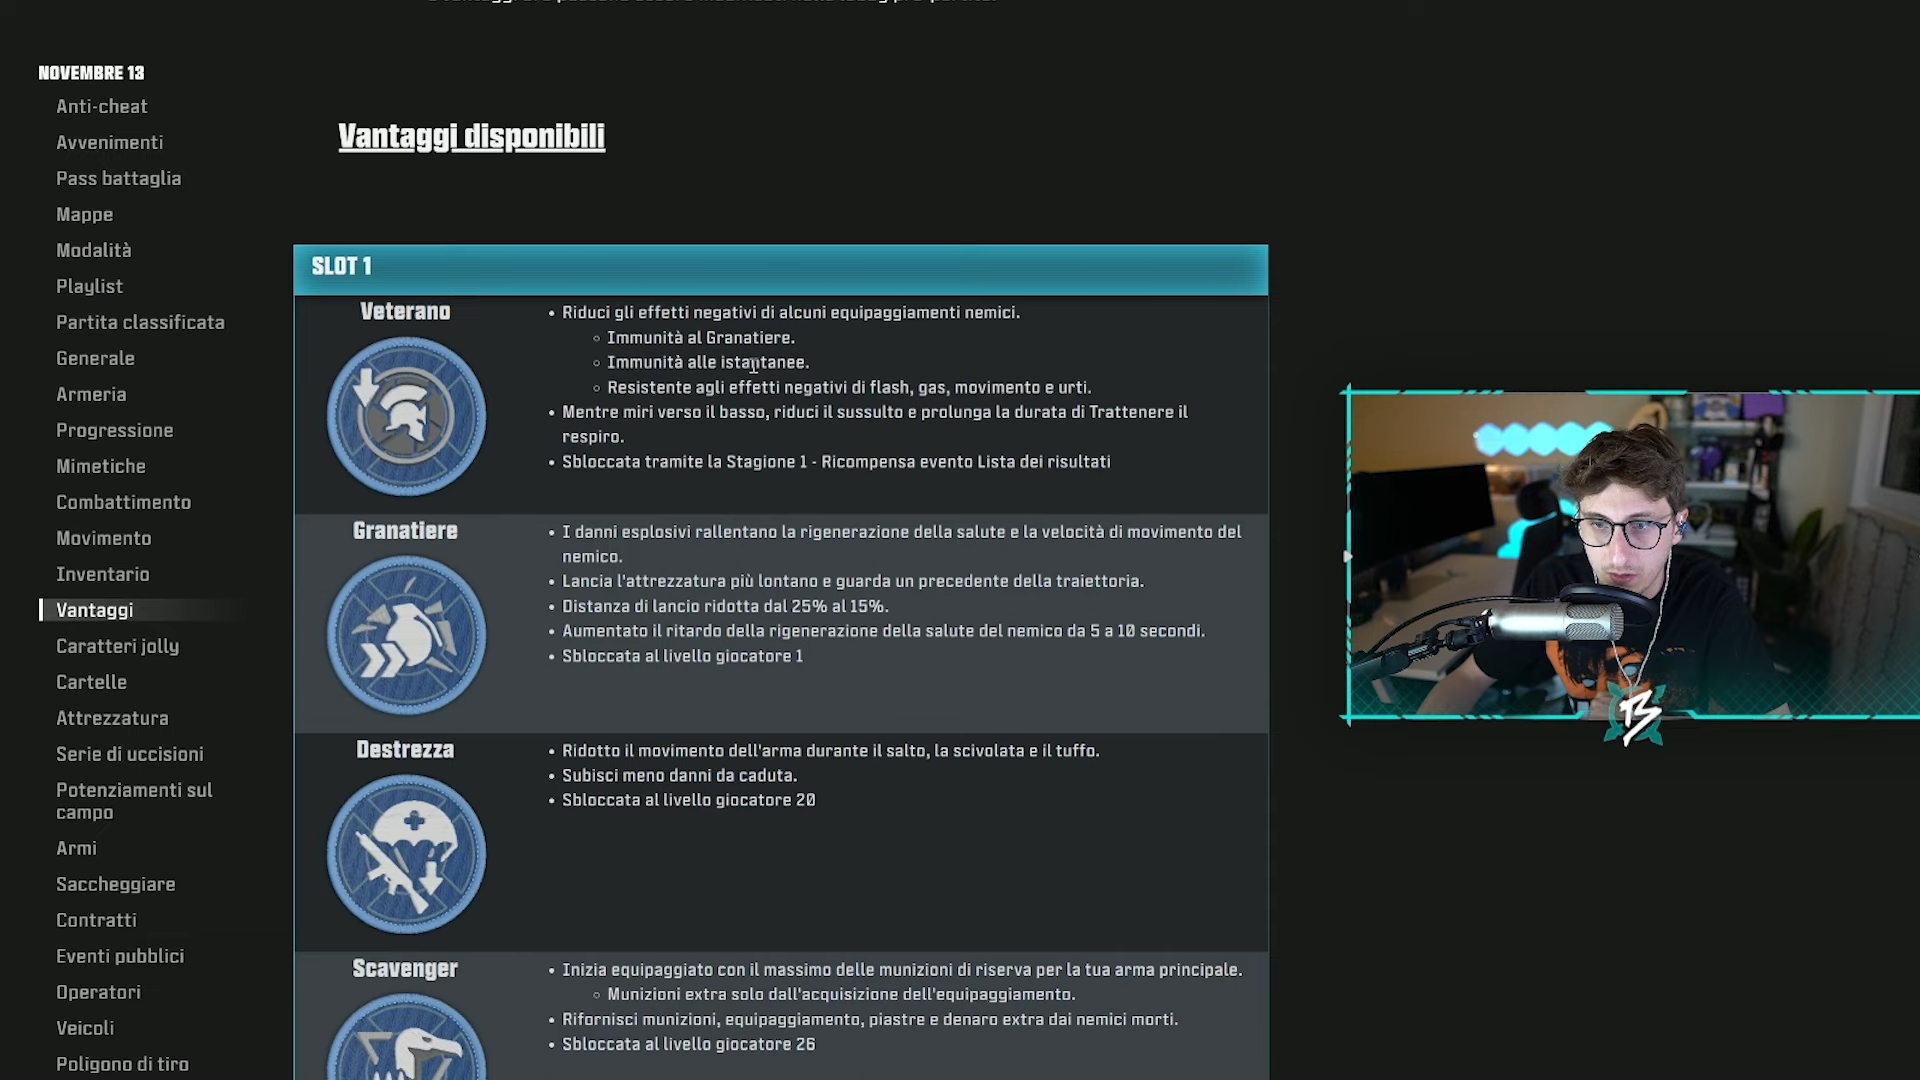 NOVEMBRE 13
Anti-cheat
Avvenimenti
Pass battaglia
Mappe
Modalità
Playlist
Partita classificata
Generale
Armeria
Progressione
Mimetiche
Combattimento
Movimento
Inventario
Vantaggi
Caratteri jolly
Cartelle
Attrezzatura
Serie di uccisioni
Potenziamenti sul
campo
Armi
Saccheggiare
Contratti
Eventi pubblici
Operatori
Veicoli
Poligono di tiro
Vantaggi disponibili
SLOT 1
Veterano
• Riduci gli effetti negativi di alcuni equipaggiamenti nemici.
◦ Immunità al Granatiere.
◦ Immunità alle istantanee.
◦ Resistente agli effetti negativi di flash, gas, movimento e urti.
• Mentre miri verso il basso, riduci il sussulto e prolunga la durata di Trattenere il
respiro.
• Sbloccata tramite la Stagione 1 - Ricompensa evento Lista dei risultati
Granatiere
• I danni esplosivi rallentano la rigenerazione della salute e la velocità di movimento del
nemico.
• Lancia l'attrezzatura più lontano e guarda un precedente della traiettoria.
• Distanza di lancio ridotta dal 25% al 15%.
• Aumentato il ritardo della rigenerazione della salute del nemico da 5 a 10 secondi.
• Sbloccata al livello giocatore 1
Destrezza
• Ridotto il movimento dell'arma durante il salto, la scivolata e il tuffo.
• Subisci meno danni da caduta.
• Sbloccata al livello giocatore 20
Scavenger
• Inizia equipaggiato con il massimo delle munizioni di riserva per la tua arma principale.
◦ Munizioni extra solo dall'acquisizione dell'equipaggiamento.
• Rifornisci munizioni, equipaggiamento, piastre e denaro extra dai nemici morti.
• Sbloccata al livello giocatore 26
B